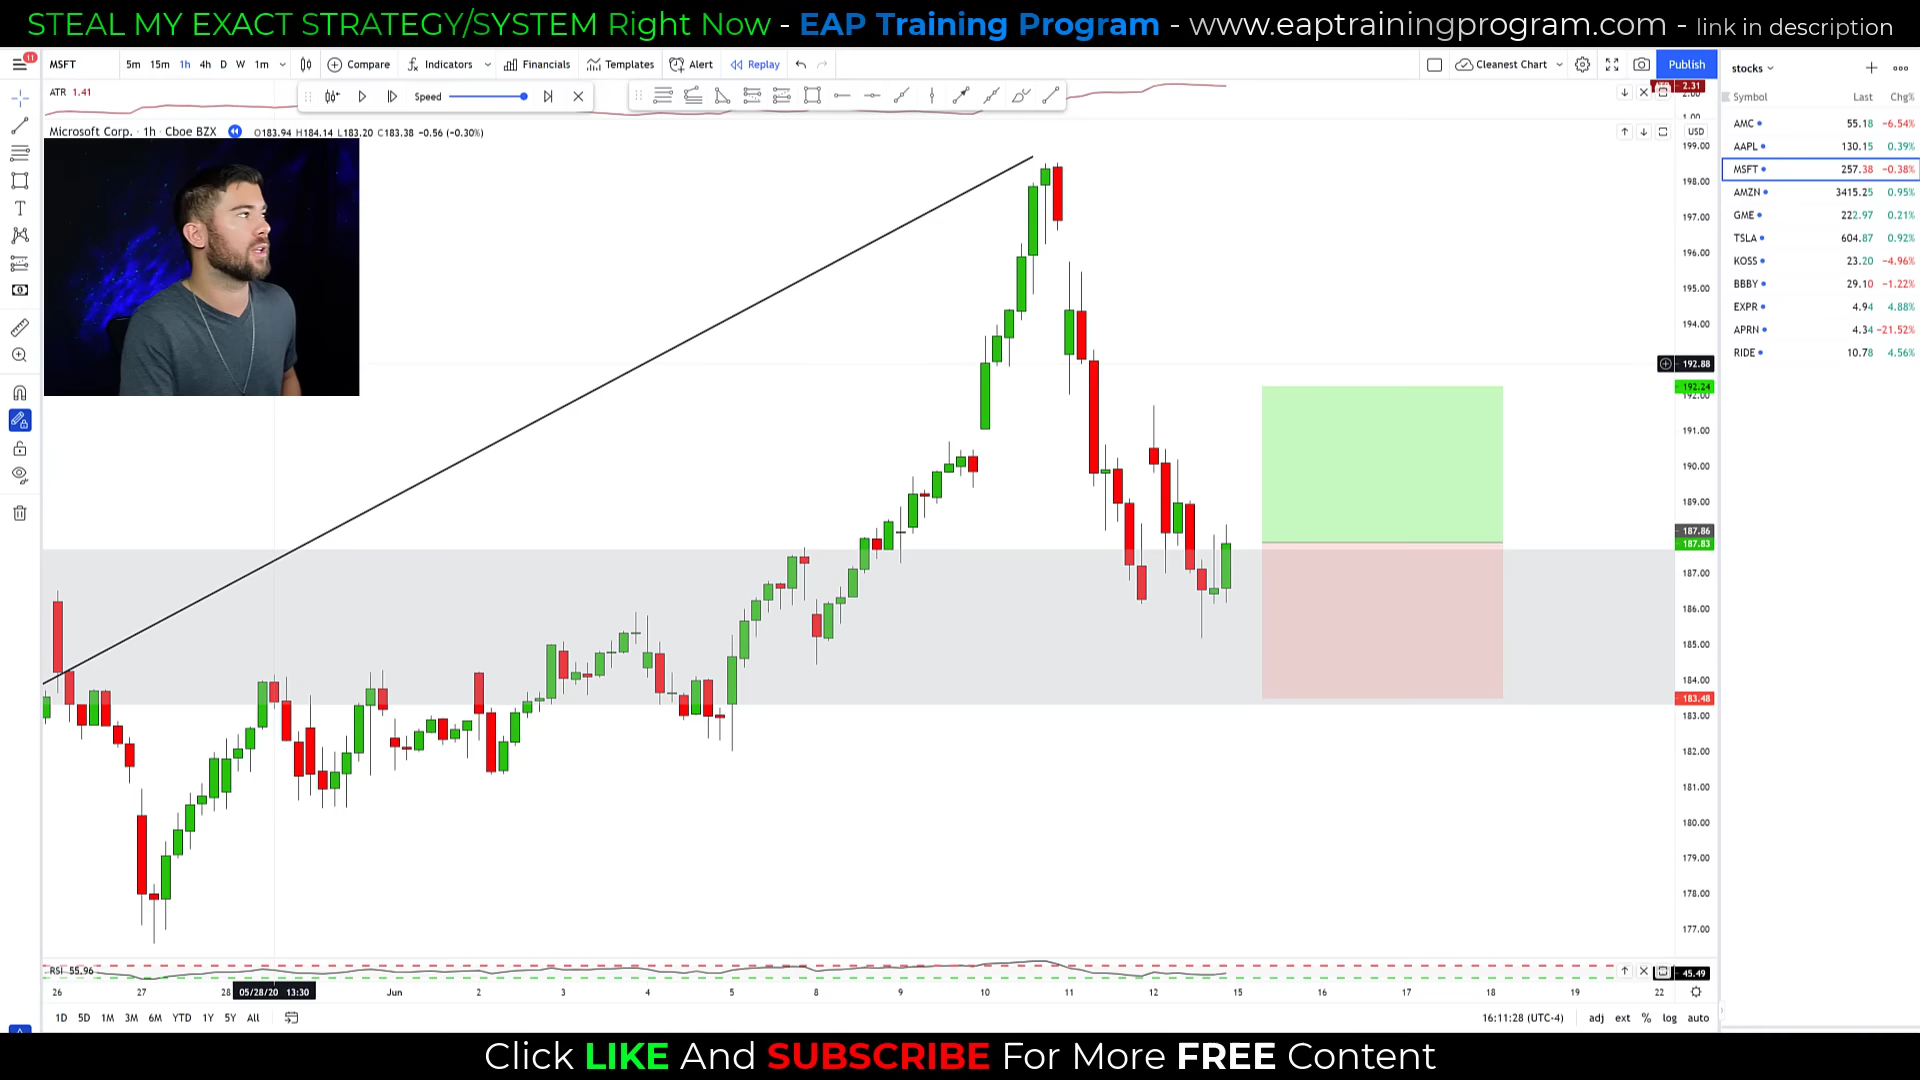 STEAL MY EXACT STRATEGY/SYSTEM Right Now - EAP Training Program - www.eaptrainingprogram.com - link in description
11
MSFT 5m 15m 1h 4h D W 1m Compare Indicators Financials Templates Alert Replay Cleanest Chart Publish
stocks
ATR 1.41
Speed
2.31
1.00
Symbol Last Chg%
Microsoft Corp. · 1h · Cboe BZX O183.94 H184.14 L183.20 C183.38 −0.56 (−0.30%)
USD
AMC 55.18 −6.54%
AAPL 130.15 0.39%
MSFT 257.38 −0.38%
AMZN 3415.25 0.95%
GME 222.97 0.21%
TSLA 604.87 0.92%
KOSS 23.20 −4.96%
BBBY 29.10 −1.22%
EXPR 4.94 4.88%
APRN 4.34 −21.52%
RIDE 10.78 4.56%
199.00
198.00
197.00
196.00
195.00
194.00
192.88
192.24
192.00
191.00
190.00
189.00
187.86
187.83
187.00
186.00
185.00
184.00
183.48
183.00
182.00
181.00
180.00
179.00
178.00
177.00
RSI 55.96
45.49
26 27 28 05/28/20 13:30 Jun 2 3 4 5 8 9 10 11 12 15 16 17 18 19 22
1D 5D 1M 3M 6M YTD 1Y 5Y All 16:11:28 (UTC-4) adj ext % log auto
Click LIKE And SUBSCRIBE For More FREE Content